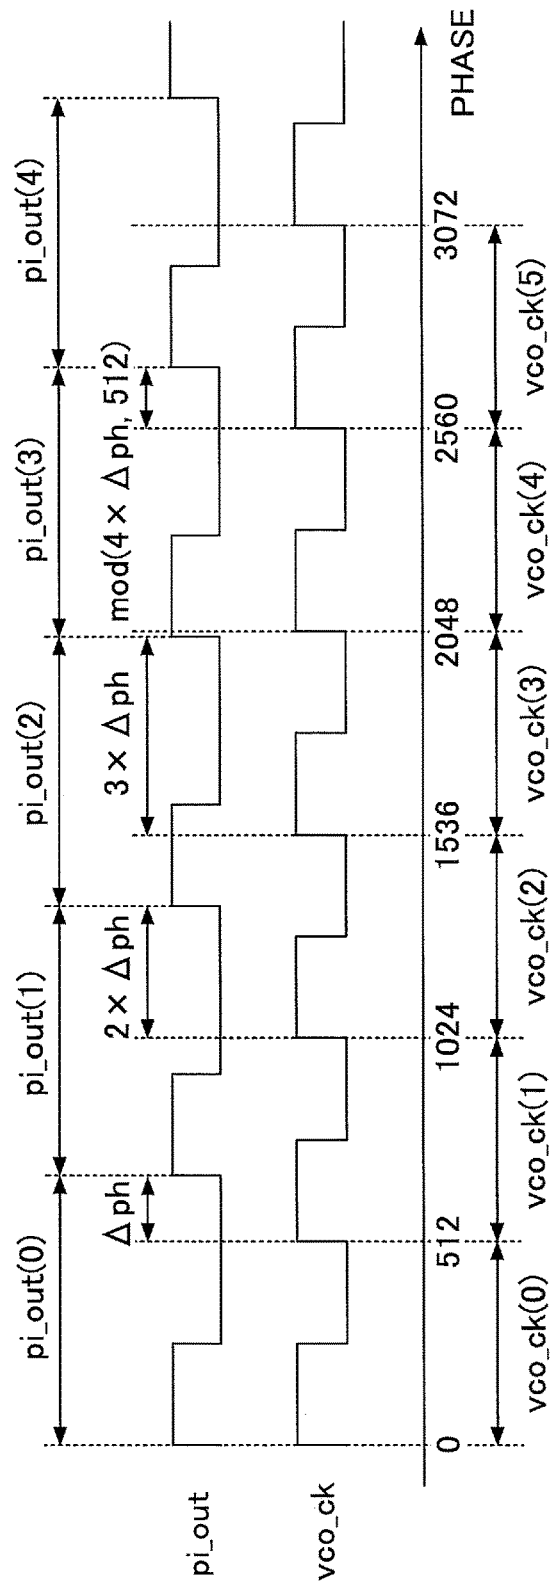 pi_out(0) pi_out(1) pi_out(2) pi_out(3) pi_out(4)
Δph 2×Δph 3×Δph mod(4×Δph, 512)
pi_out
vco_ck
PHASE
0 512 1024 1536 2048 2560 3072
vco_ck(0) vco_ck(1) vco_ck(2) vco_ck(3) vco_ck(4) vco_ck(5)